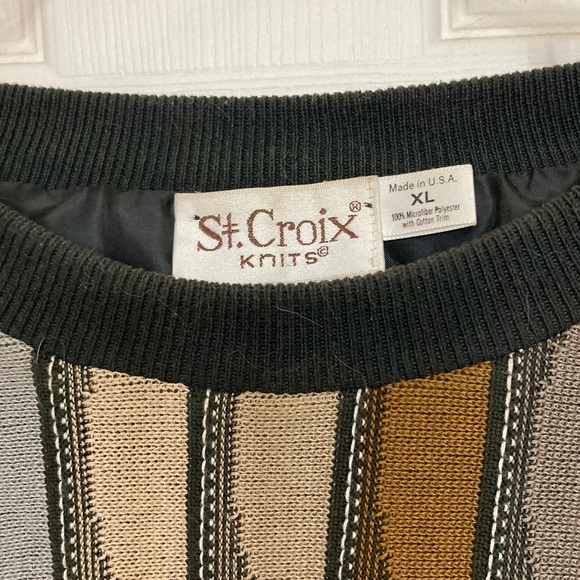 St. Croix®
KNITS©
Made in U.S.A.
XL
100% Microfiber Polyester
with Cotton Trim